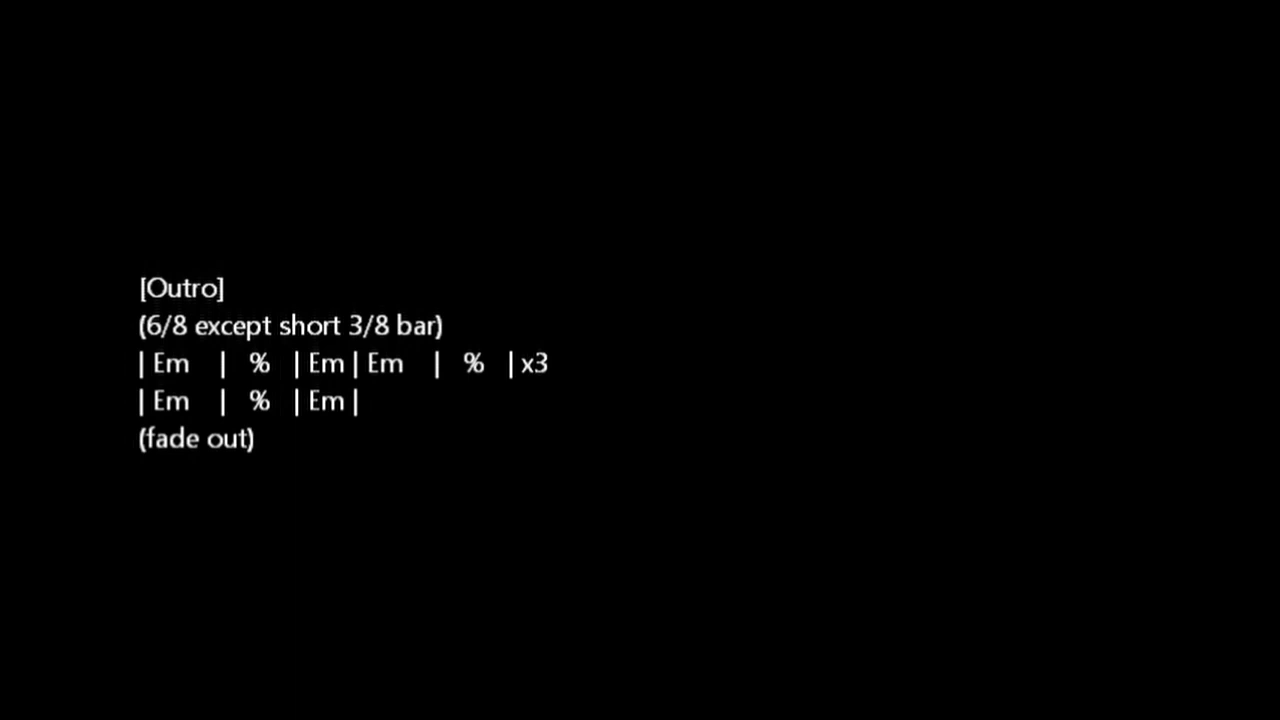 [Outro]
(6/8 except short 3/8 bar)
| Em | % | Em | Em | % | x3
| Em | % | Em |
(fade out)